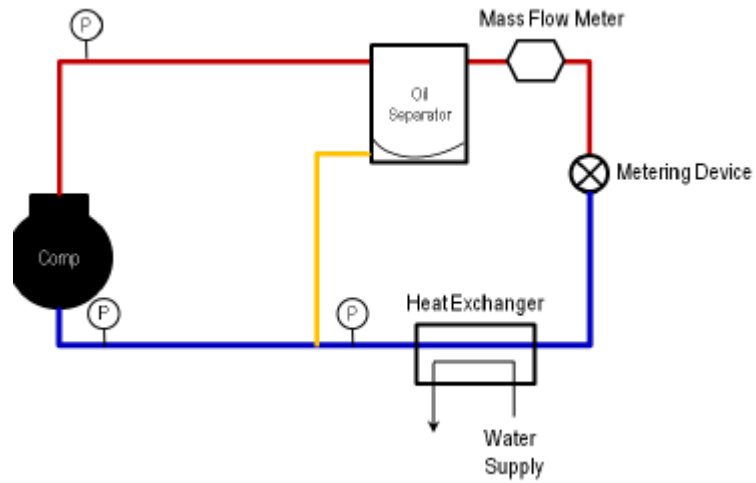 Mass Flow Meter
P
Oil
Separator
Metering Device
Comp
P
P
Heat Exchanger
Water
Supply